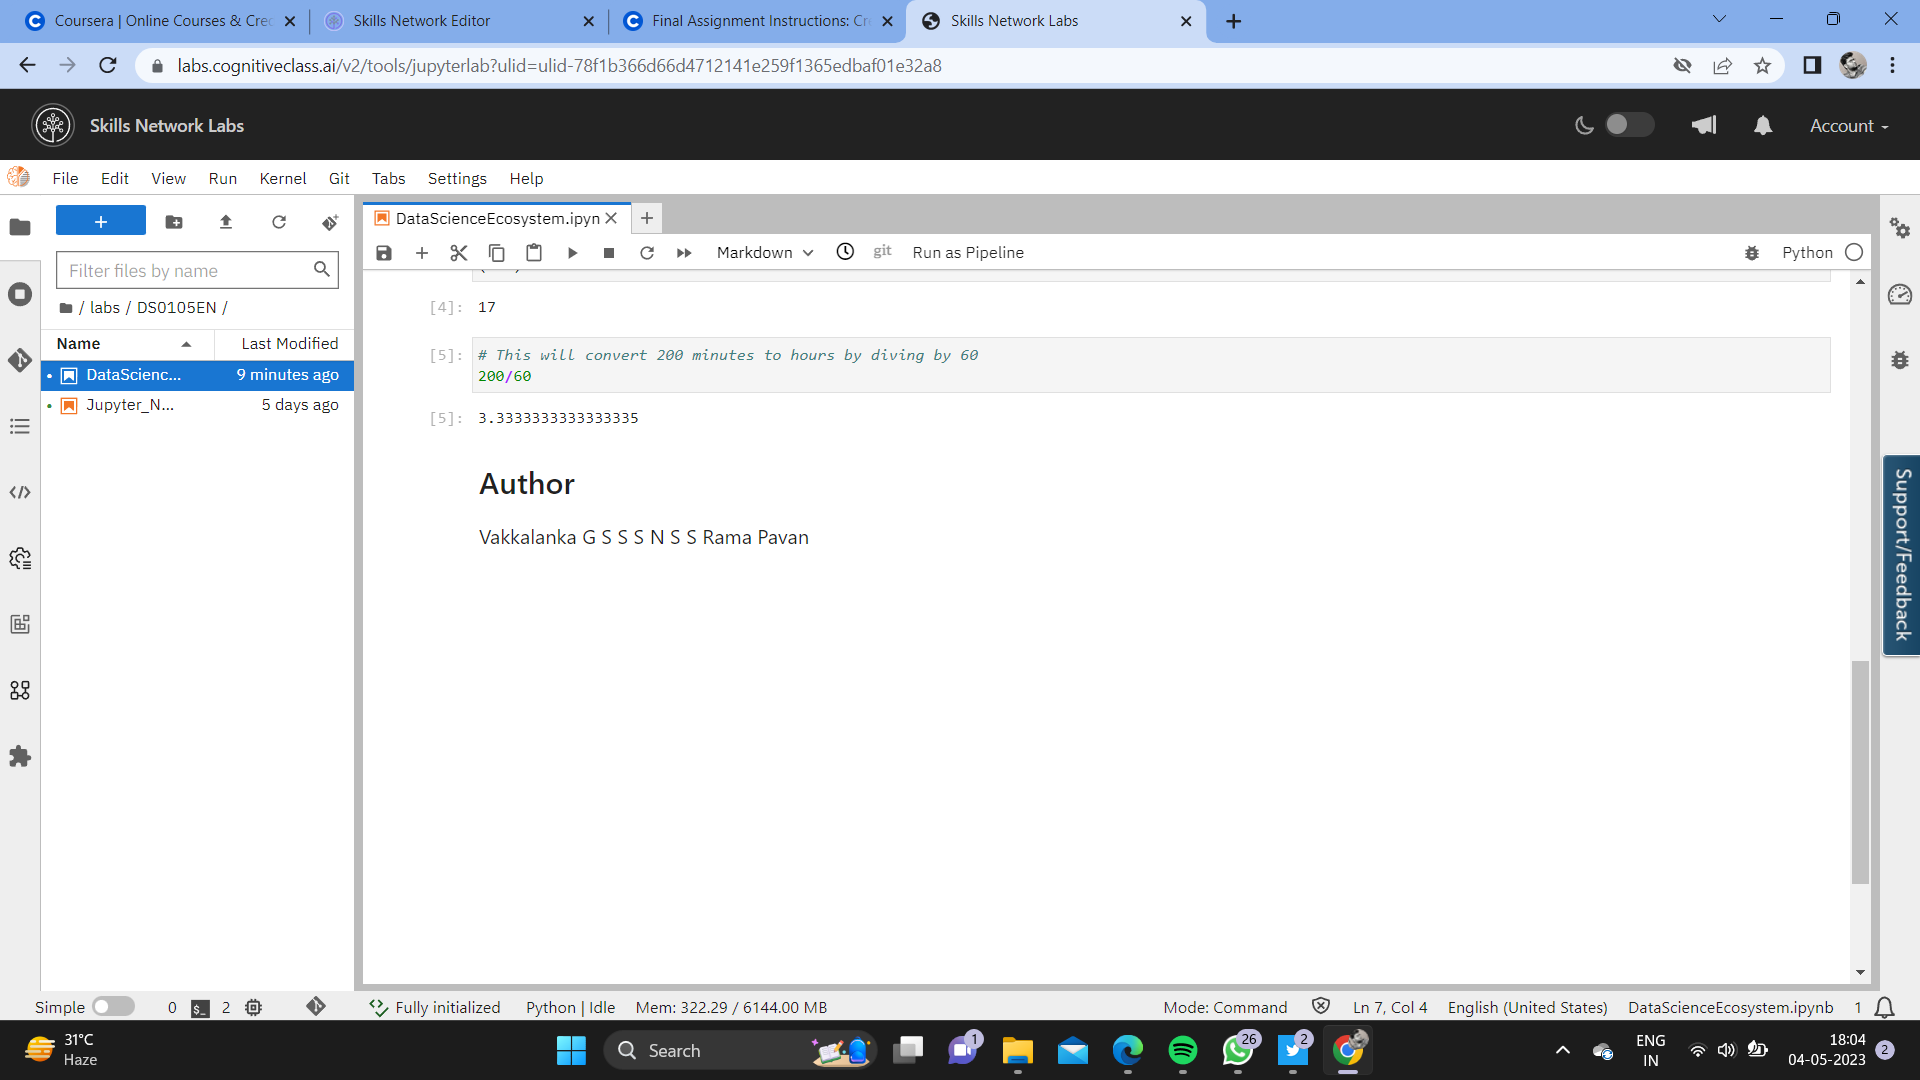 Coursera | Online Courses & Cre
Skills Network Editor
Final Assignment Instructions: Cr
Skills Network Labs
labs.cognitiveclass.ai/v2/tools/jupyterlab?ulid=ulid-78f1b366d66d4712141e259f1365edbaf01e32a8
Skills Network Labs
Account
File Edit View Run Kernel Git Tabs Settings Help
DataScienceEcosystem.ipyn
Markdown
git
Run as Pipeline
Python
Filter files by name
/ labs / DS0105EN /
Name Last Modified
DataScienc... 9 minutes ago
Jupyter_N... 5 days ago
[4]: 17
[5]: # This will convert 200 minutes to hours by diving by 60
200/60
[5]: 3.3333333333333335
Author
Vakkalanka G S S S N S S Rama Pavan
Support/Feedback
Simple 0 $_ 2 Fully initialized Python | Idle Mem: 322.29 / 6144.00 MB Mode: Command Ln 7, Col 4 English (United States) DataScienceEcosystem.ipynb 1
31°C
Haze
Search
1
26
2
ENG
IN
18:04
04-05-2023
2